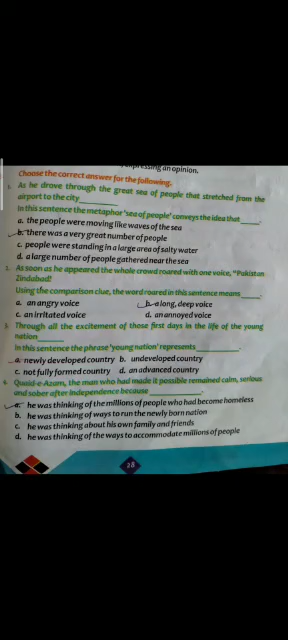 expressing an opinion,
Choose the correct answer for the following.
1. As he drove through the great sea of people that stretched from the
airport to the city________
In this sentence the metaphor 'sea of people' conveys the idea that ____.
a. the people were moving like waves of the sea
b. there was a very great number of people
c. people were standing in a large area of salty water
d. a large number of people gathered near the sea
2. As soon as he appeared the whole crowd roared with one voice, "Pakistan
Zindabad!
Using the comparison clue, the word roared in this sentence means ____.
a. an angry voice b. a long, deep voice
c. an irritated voice d. an annoyed voice
3. Through all the excitement of those first days in the life of the young
nation______
In this sentence the phrase 'young nation' represents ________.
a. newly developed country b. undeveloped country
c. not fully formed country d. an advanced country
4. Quaid-e-Azam, the man who had made it possible remained calm, serious
and sober after independence because __________.
a. he was thinking of the millions of people who had become homeless
b. he was thinking of ways to run the newly born nation
c. he was thinking about his own family and friends
d. he was thinking of the ways to accommodate millions of people
28